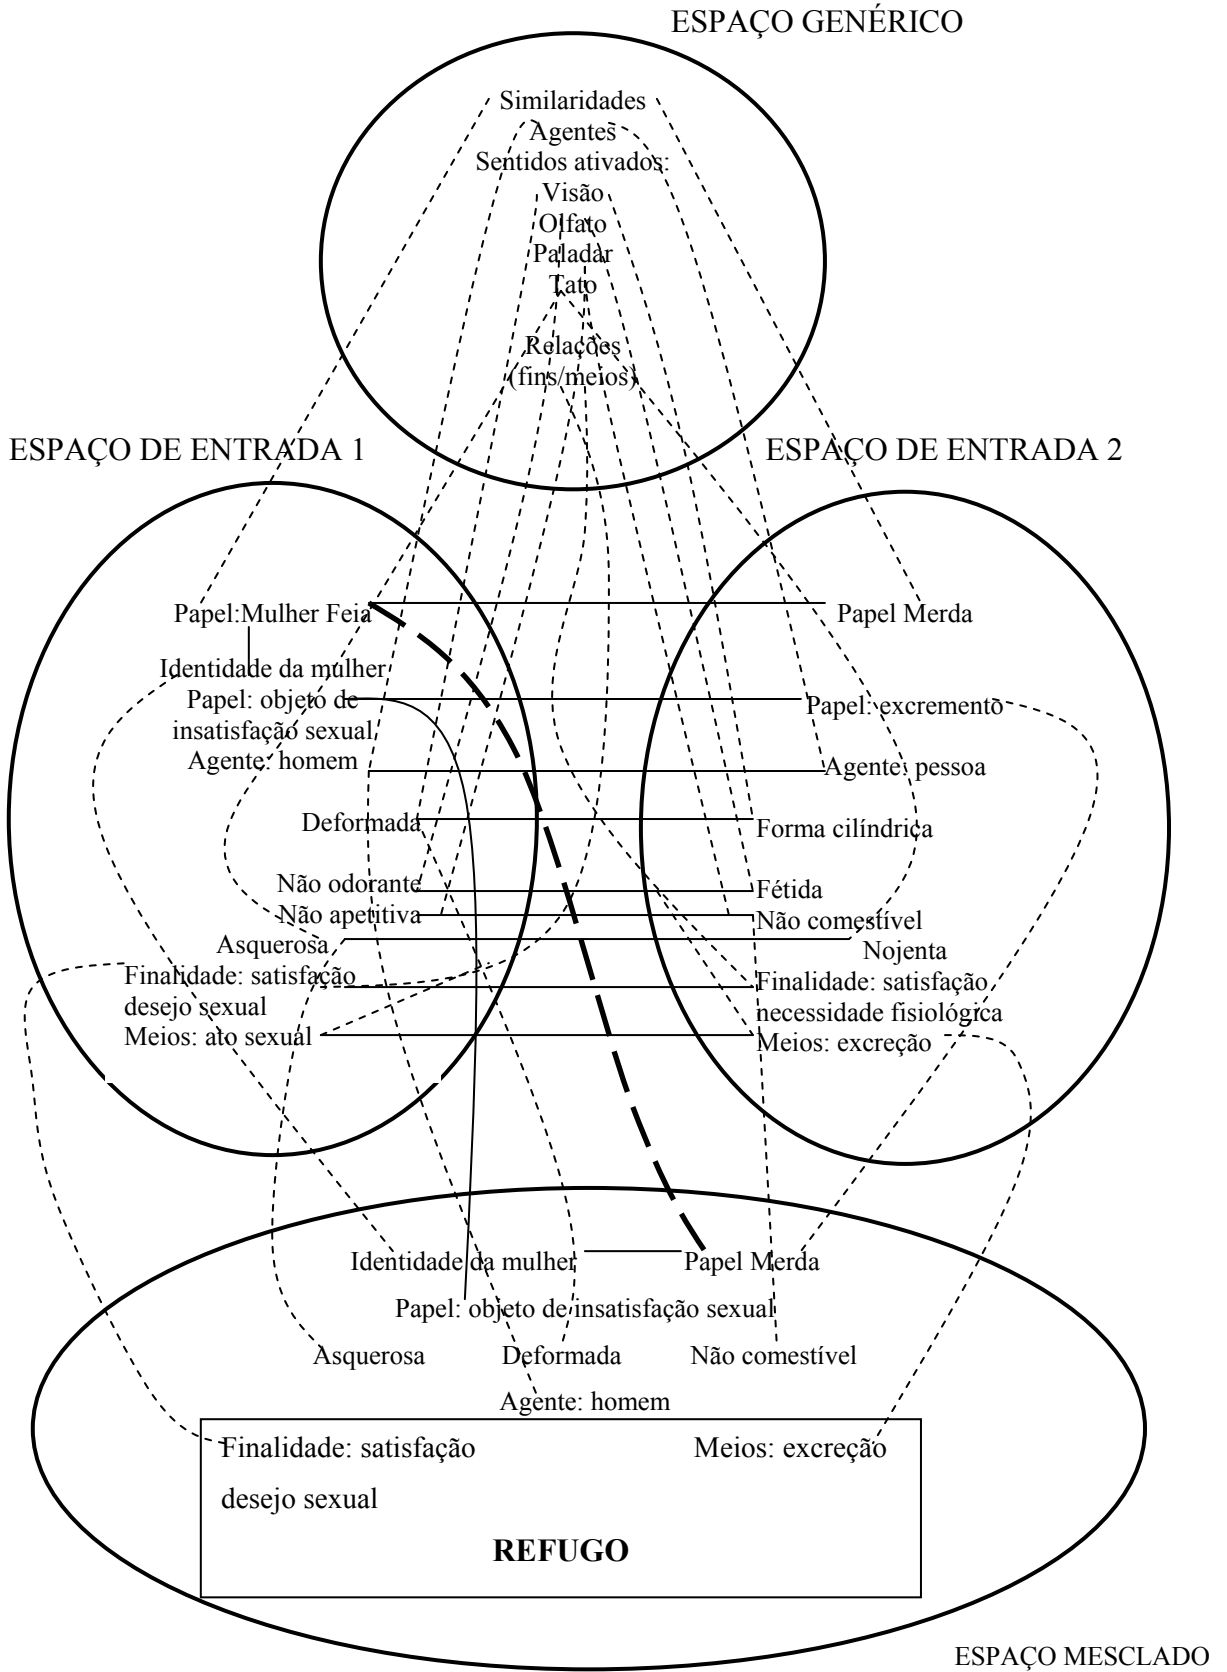 ESPAÇO GENÉRICO
Similaridades
Agentes
Sentidos ativados:
Visão
Olfato
Paladar
Tato
Relações
(fins/meios)
ESPAÇO DE ENTRADA 1
ESPAÇO DE ENTRADA 2
Papel:Mulher Feia
Identidade da mulher
Papel: objeto de
insatisfação sexual
Agente: homem
Deformada
Não odorante
Não apetitiva
Asquerosa
Finalidade: satisfação
desejo sexual
Meios: ato sexual
Papel Merda
Papel: excremento
Agente: pessoa
Forma cilíndrica
Fétida
Não comestível
Nojenta
Finalidade: satisfação
necessidade fisiológica
Meios: excreção
Identidade da mulher
Papel Merda
Papel: objeto de insatisfação sexual
Asquerosa
Deformada
Não comestível
Agente: homem
Finalidade: satisfação
desejo sexual
Meios: excreção
REFUGO
ESPAÇO MESCLADO